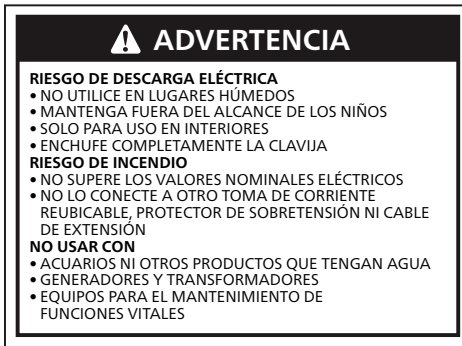 ADVERTENCIA
RIESGO DE DESCARGA ELÉCTRICA
• NO UTILICE EN LUGARES HÚMEDOS
• MANTENGA FUERA DEL ALCANCE DE LOS NIÑOS
• SOLO PARA USO EN INTERIORES
• ENCHUFE COMPLETAMENTE LA CLAVIJA
RIESGO DE INCENDIO
• NO SUPERE LOS VALORES NOMINALES ELÉCTRICOS
• NO LO CONECTE A OTRO TOMA DE CORRIENTE
REUBICABLE, PROTECTOR DE SOBRETENSIÓN NI CABLE
DE EXTENSIÓN
NO USAR CON
• ACUARIOS NI OTROS PRODUCTOS QUE TENGAN AGUA
• GENERADORES Y TRANSFORMADORES
• EQUIPOS PARA EL MANTENIMIENTO DE
FUNCIONES VITALES